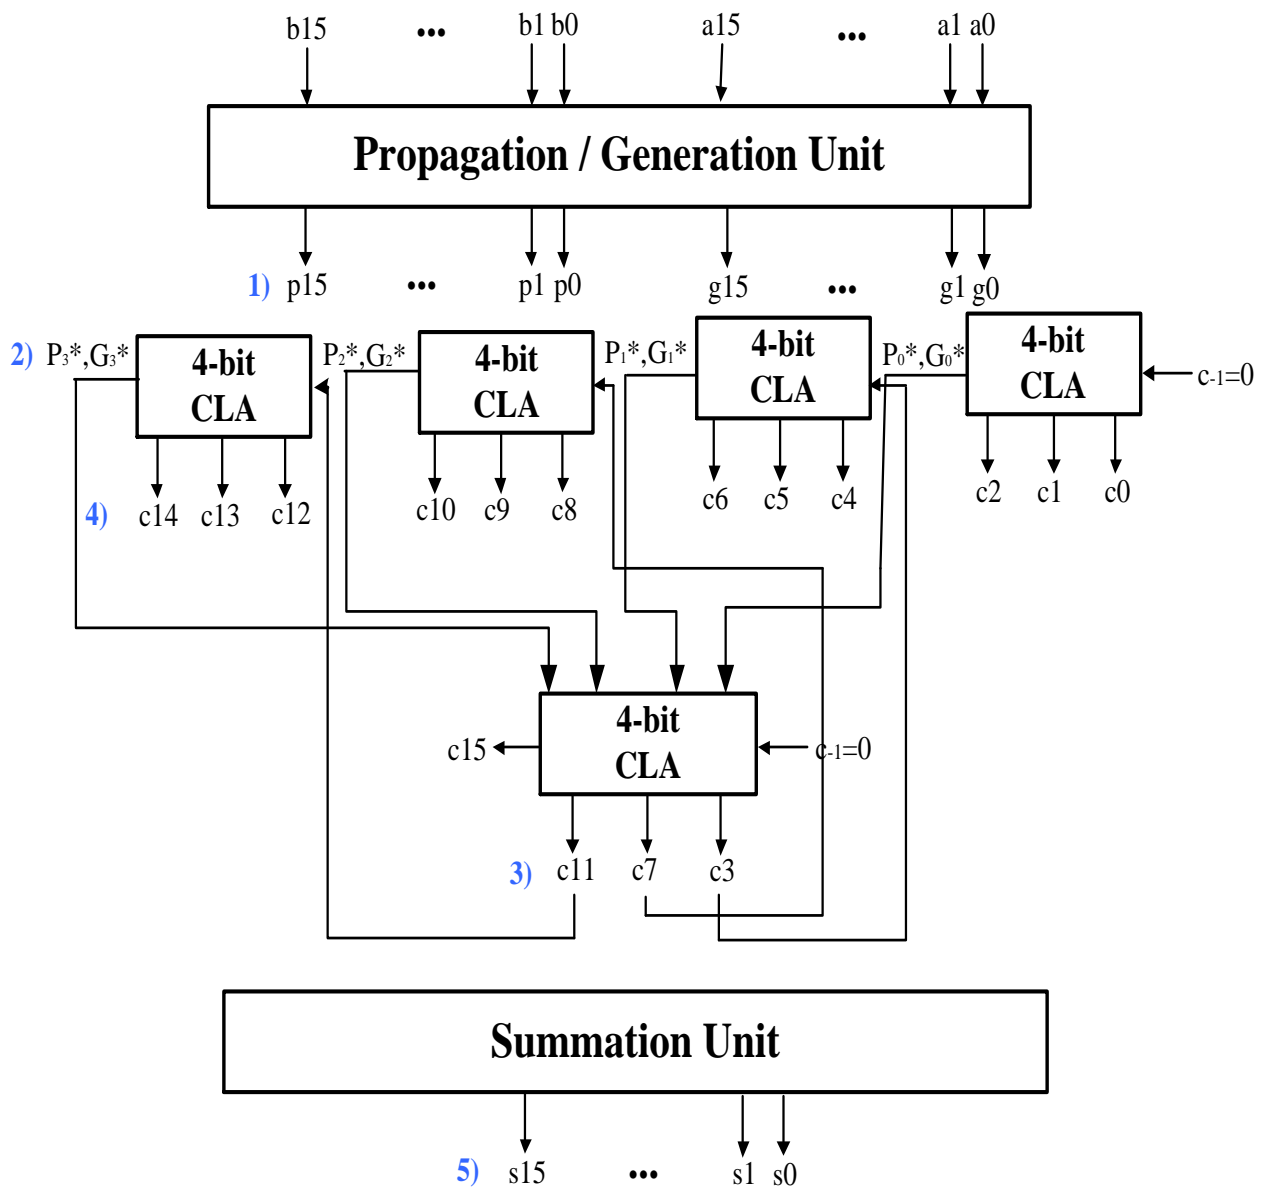 b15 ... b1 b0 a15 ... a1 a0
Propagation / Generation Unit
1) p15 ... p1 p0 g15 ... g1 g0
2) P3*,G3* 4-bit CLA P2*,G2* 4-bit CLA P1*,G1* 4-bit CLA P0*,G0* 4-bit CLA c-1=0
4) c14 c13 c12 c10 c9 c8 c6 c5 c4 c2 c1 c0
c15 4-bit CLA c-1=0
3) c11 c7 c3
Summation Unit
5) s15 ... s1 s0